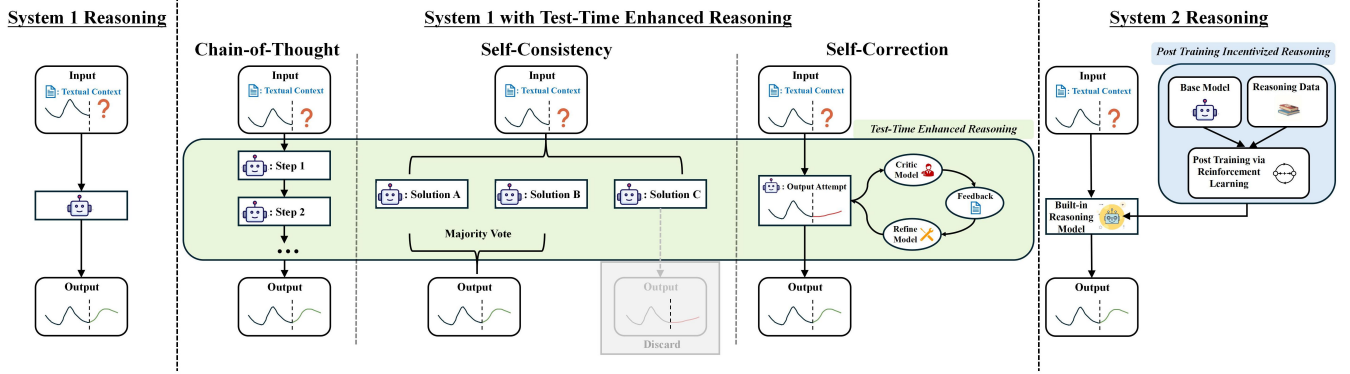 System 1 Reasoning
Input
: Textual Context
?
Output
System 1 with Test-Time Enhanced Reasoning
Chain-of-Thought
Input
: Textual Context
?
: Step 1
: Step 2
...
Output
Self-Consistency
Input
: Textual Context
?
: Solution A
: Solution B
: Solution C
Majority Vote
Output
Output
Discard
Self-Correction
Input
: Textual Context
?
Test-Time Enhanced Reasoning
: Output Attempt
Critic
Model
Feedback
Refine
Model
Output
System 2 Reasoning
Input
: Textual Context
?
Post Training Incentivized Reasoning
Base Model
Reasoning Data
Post Training via
Reinforcement
Learning
Built-in
Reasoning
Model
Output